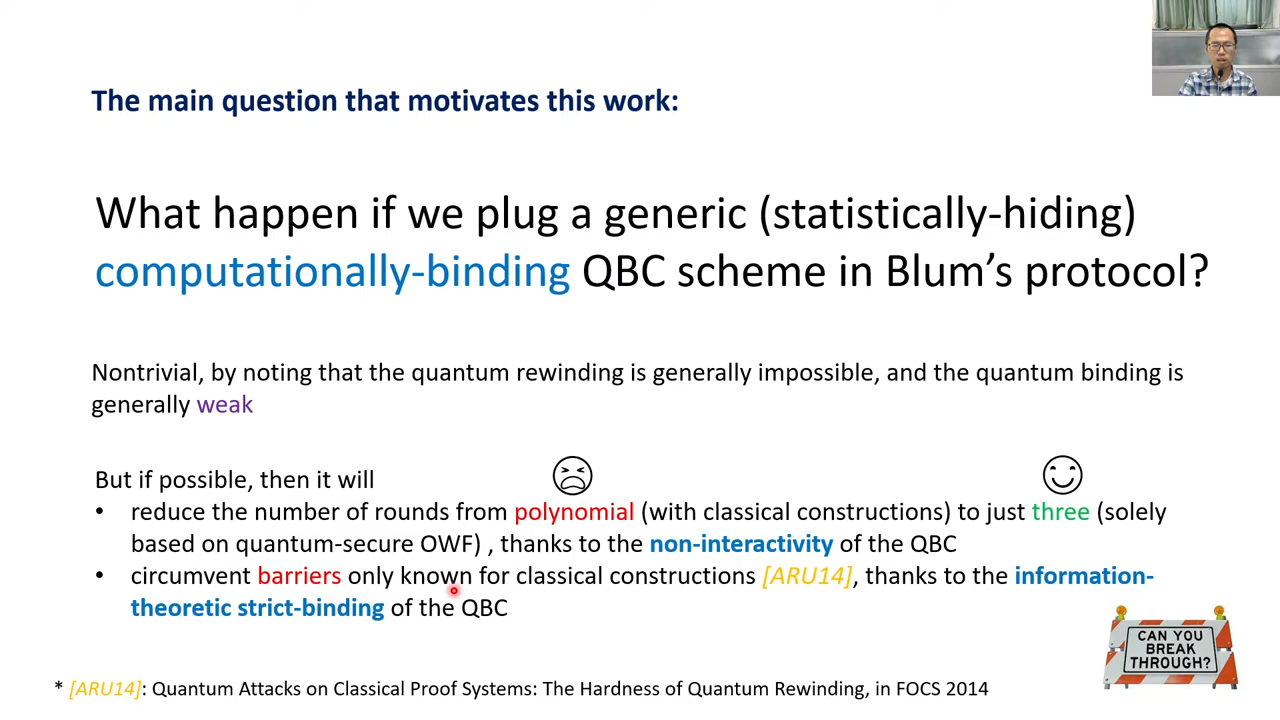 The main question that motivates this work:
What happen if we plug a generic (statistically-hiding)
computationally-binding QBC scheme in Blum's protocol?
Nontrivial, by noting that the quantum rewinding is generally impossible, and the quantum binding is
generally weak
But if possible, then it will
• reduce the number of rounds from polynomial (with classical constructions) to just three (solely
based on quantum-secure OWF) , thanks to the non-interactivity of the QBC
• circumvent barriers only known for classical constructions [ARU14], thanks to the information-
theoretic strict-binding of the QBC
CAN YOU
BREAK
THROUGH?
* [ARU14]: Quantum Attacks on Classical Proof Systems: The Hardness of Quantum Rewinding, in FOCS 2014